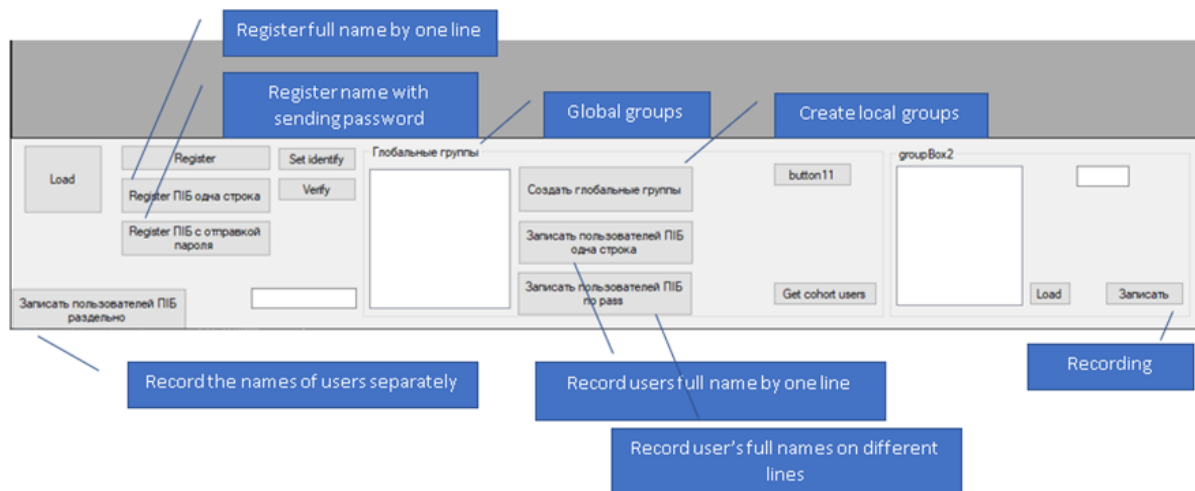 Register full name by one line
Register name with
sending password
Global groups
Create local groups
Load
Register
Set identify
Глобальные группы
button11
groupBox2
Register ПІБ одна строка
Verify
Создать глобальные группы
Register ПІБ с отправкой
пароля
Записать пользователей ПІБ
одна строка
Записать пользователей ПІБ
раздельно
Записать пользователей ПІБ
no pass
Get cohort users
Load
Записать
Record the names of users separately
Record users full name by one line
Recording
Record user's full names on different
lines